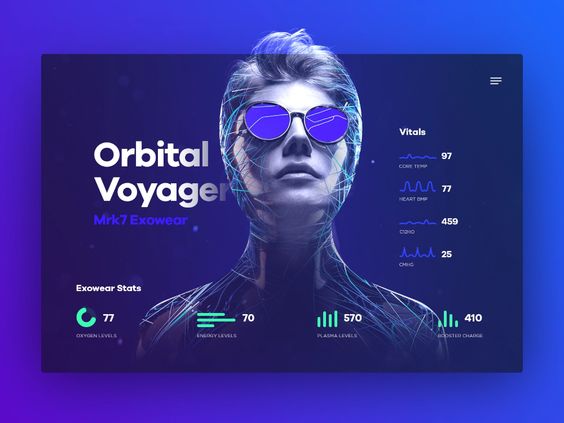 Orbital
Voyager
Mrk7 Exowear
Vitals
97
CORE TEMP
77
HEART BMP
459
25
CMHG
Exowear Stats
77
OXYGEN LEVELS
70
ENERGY LEVELS
570
PLASMA LEVELS
410
BOOSTER CHARGE